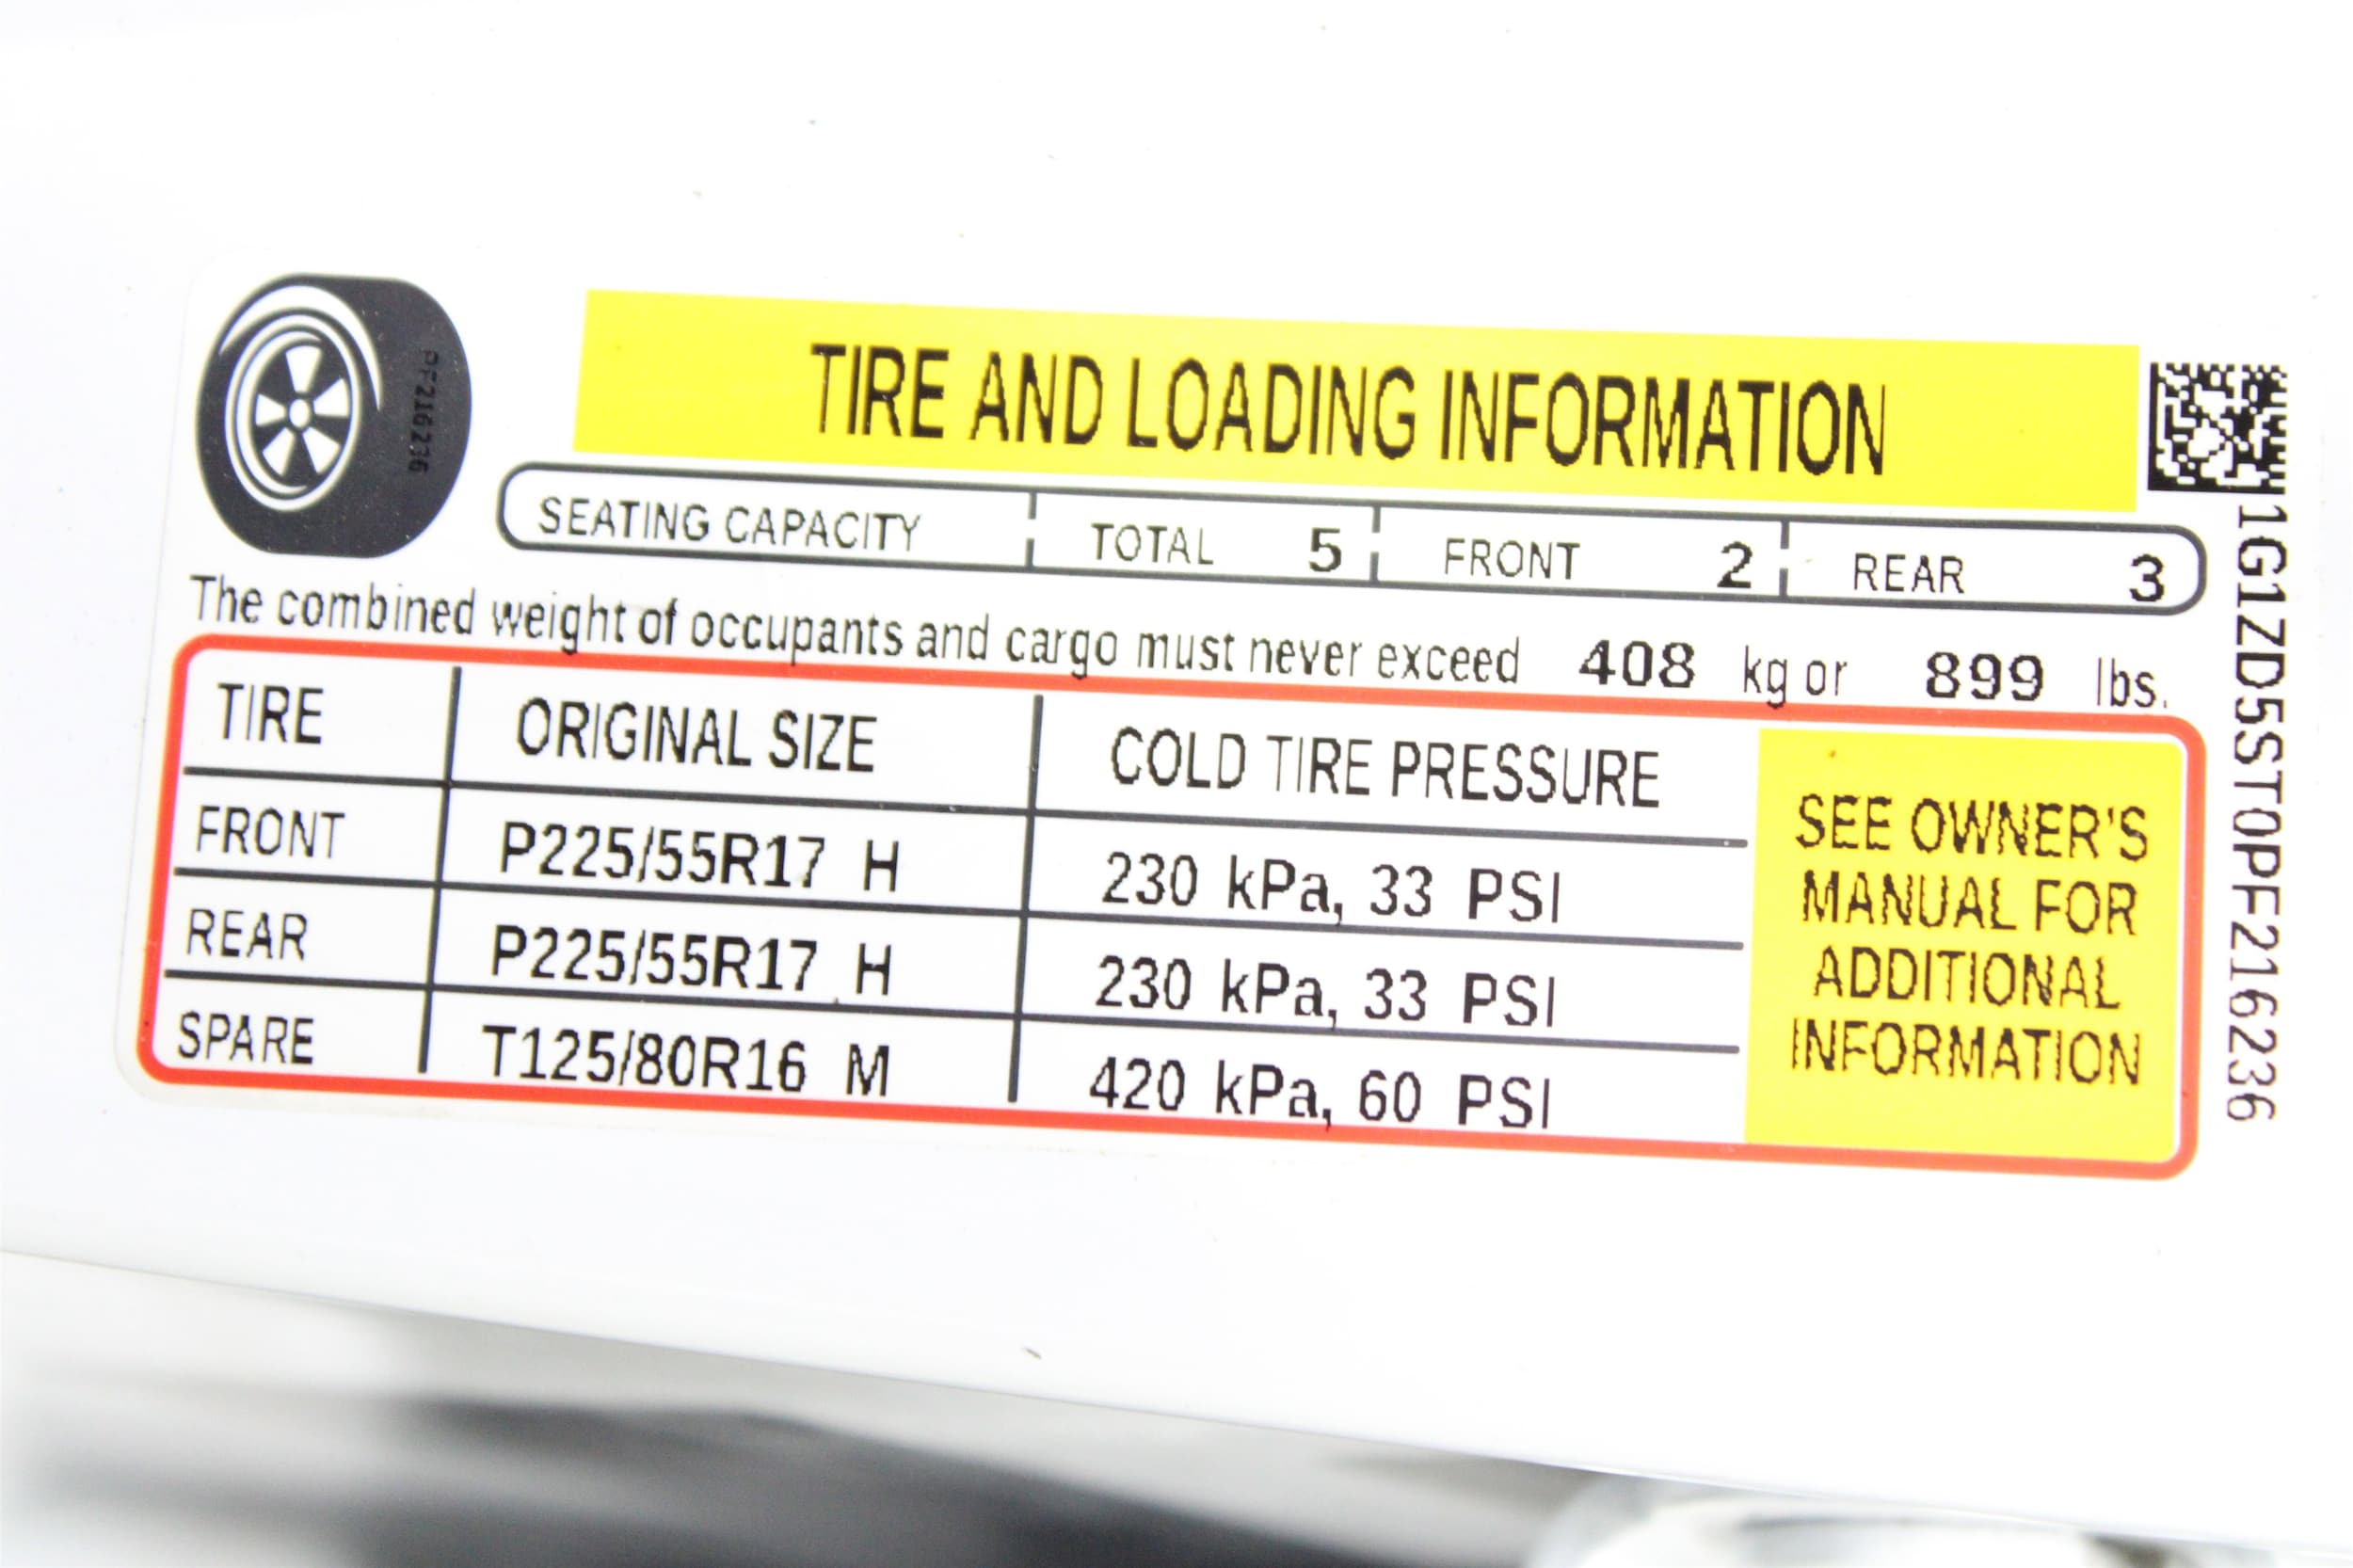 PF216236
TIRE AND LOADING INFORMATION
SEATING CAPACITY TOTAL 5 FRONT 2 REAR 3
The combined weight of occupants and cargo must never exceed 408 kg or 899 lbs.
TIRE ORIGINAL SIZE COLD TIRE PRESSURE
FRONT P225/55R17 H 230 kPa, 33 PSI
REAR P225/55R17 H 230 kPa, 33 PSI
SPARE T125/80R16 M 420 kPa, 60 PSI
SEE OWNER'S
MANUAL FOR
ADDITIONAL
INFORMATION
1G1ZD5ST0PF216236